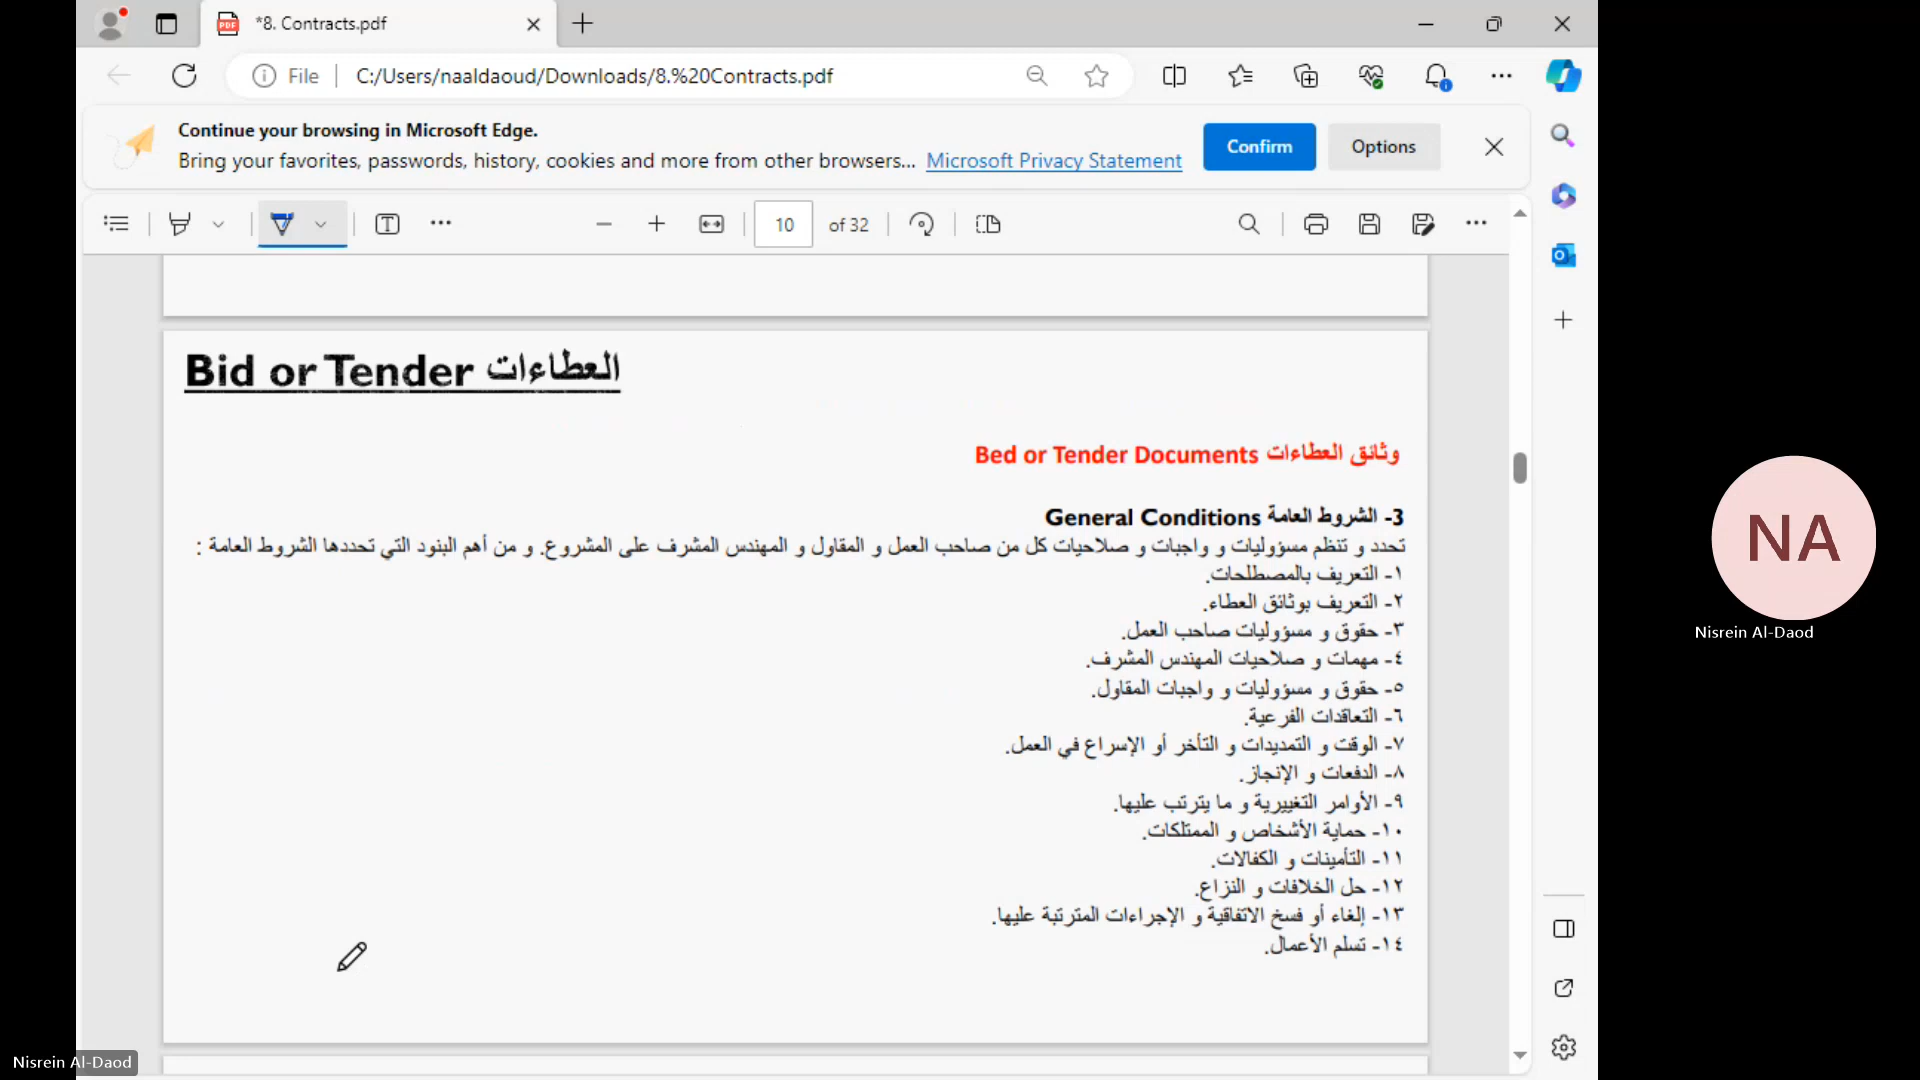 *8. Contracts.pdf
File
C:/Users/naaldaoud/Downloads/8.%20Contracts.pdf
Continue your browsing in Microsoft Edge.
Bring your favorites, passwords, history, cookies and more from other browsers... Microsoft Privacy Statement
Confirm
Options
10 of 32
Bid or Tender العطاءات
وثائق العطاءات Bed or Tender Documents
3- الشروط العامة General Conditions
تحدد و تنظم مسؤوليات و واجبات و صلاحيات كل من صاحب العمل و المقاول و المهندس المشرف على المشروع. و من أهم البنود التي تحددها الشروط العامة :
١- التعريف بالمصطلحات.
٢- التعريف بوثائق العطاء.
٣- حقوق و مسؤوليات صاحب العمل.
٤- مهمات و صلاحيات المهندس المشرف.
٥- حقوق و مسؤوليات و واجبات المقاول.
٦- التعاقدات الفرعية.
٧- الوقت و التمديدات و التأخر أو الإسراع في العمل.
٨- الدفعات و الإنجاز.
٩- الأوامر التغييرية و ما يترتب عليها.
١٠- حماية الأشخاص و الممتلكات.
١١- التأمينات و الكفالات.
١٢- حل الخلافات و النزاع.
١٣- إلغاء أو فسخ الاتفاقية و الإجراءات المترتبة عليها.
١٤- تسلم الأعمال.
NA
Nisrein Al-Daod
Nisrein Al-Daod